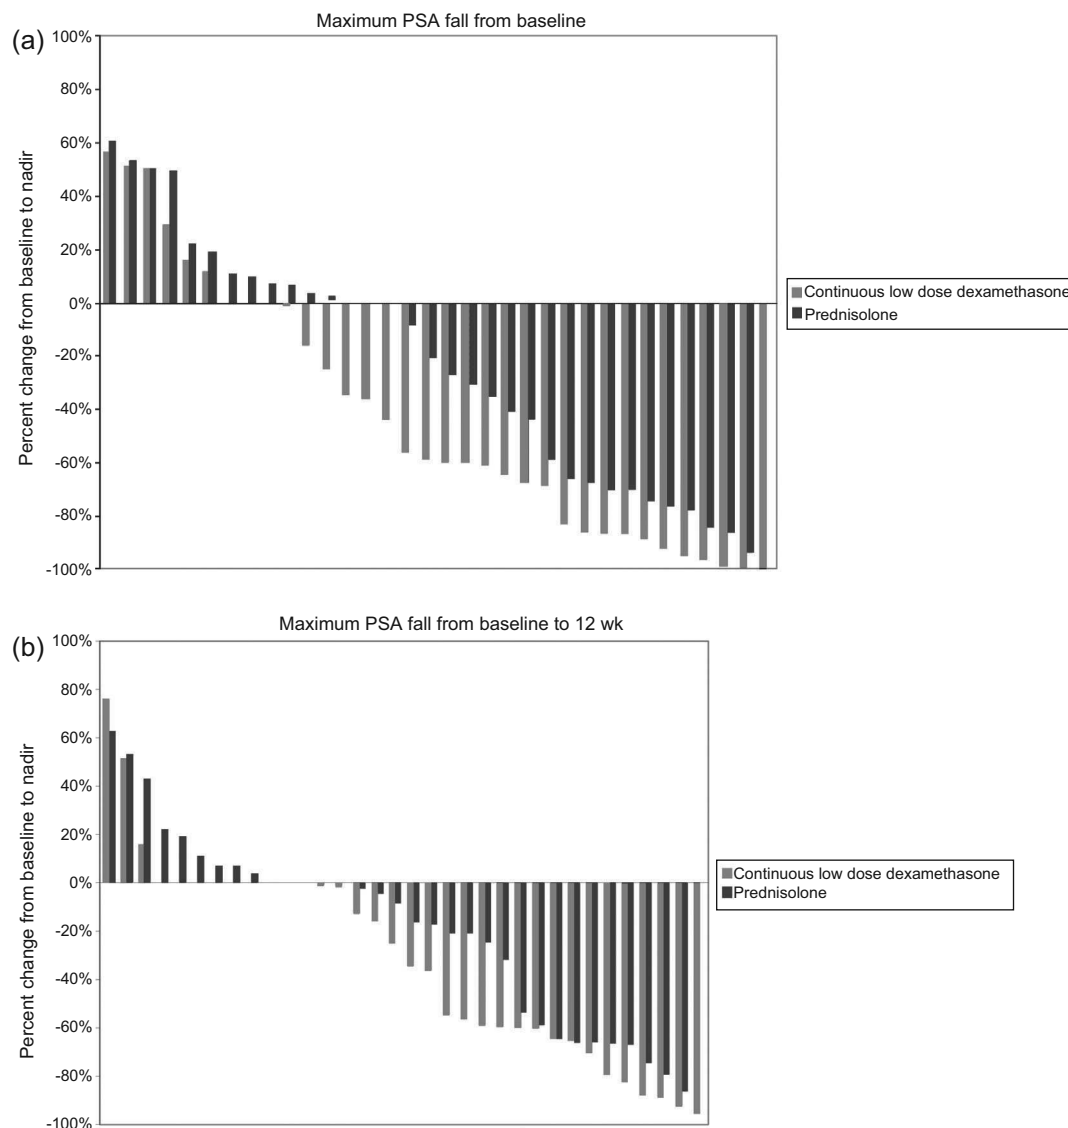 Maximum PSA fall from baseline
(a)
100%
80%
60%
40%
20%
0%
-20%
-40%
-60%
-80%
-100%
Percent change from baseline to nadir
Continuous low dose dexamethasone
Prednisolone
Maximum PSA fall from baseline to 12 wk
(b)
100%
80%
60%
40%
20%
0%
-20%
-40%
-60%
-80%
-100%
Percent change from baseline to nadir
Continuous low dose dexamethasone
Prednisolone